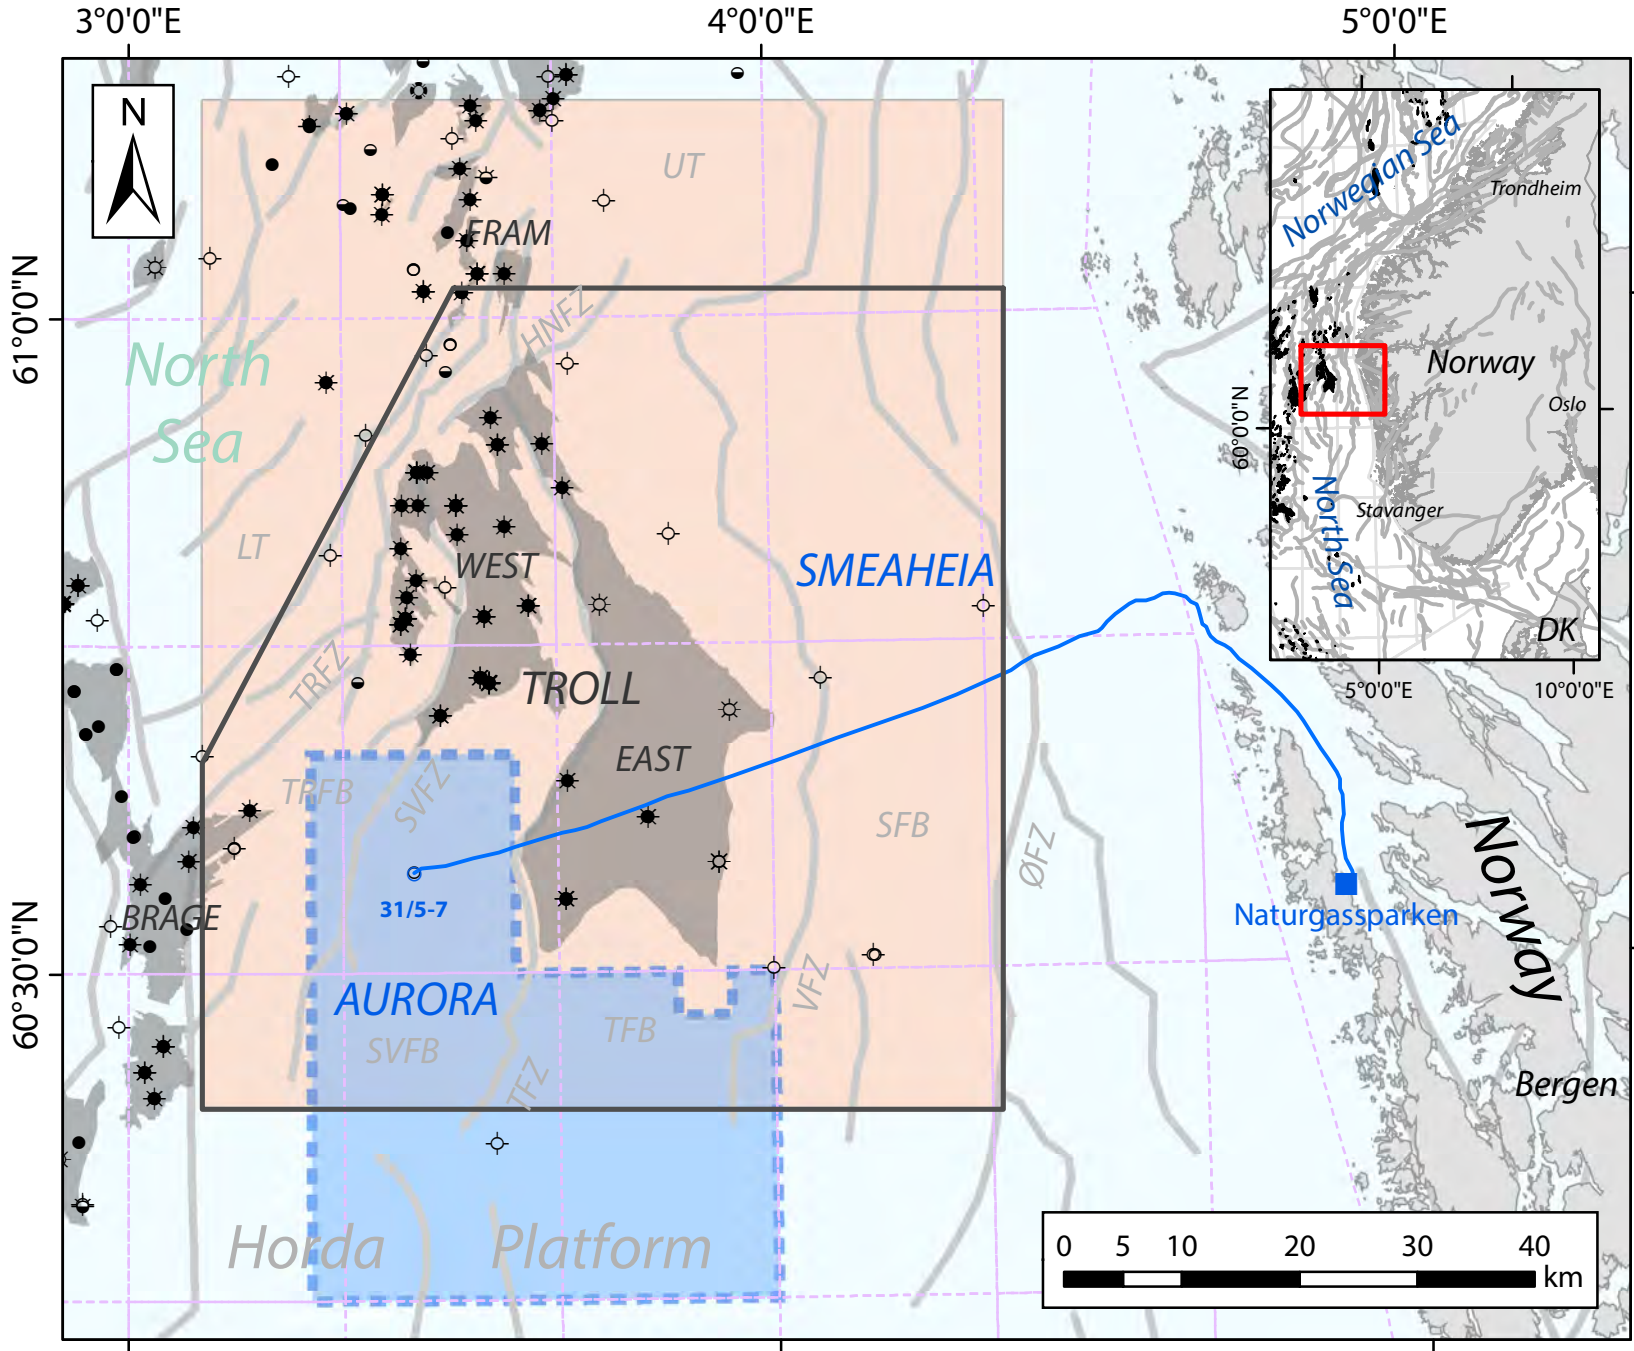 3°0'0"E
4°0'0"E
5°0'0"E
61°0'0"N
60°30'0"N
N
UT
FRAM
HNFZ
North
Sea
LT
WEST
SMEAHEIA
TRFZ
TROLL
EAST
TRFB
SVFZ
SFB
ØFZ
31/5-7
BRAGE
AURORA
SVFB
TFB
VFZ
TFZ
Horda Platform
Naturgassparken
Norway
Bergen
Norwegian Sea
Trondheim
Norway
Oslo
60°0'0"N
North Sea
Stavanger
DK
5°0'0"E
10°0'0"E
0 5 10 20 30 40
km